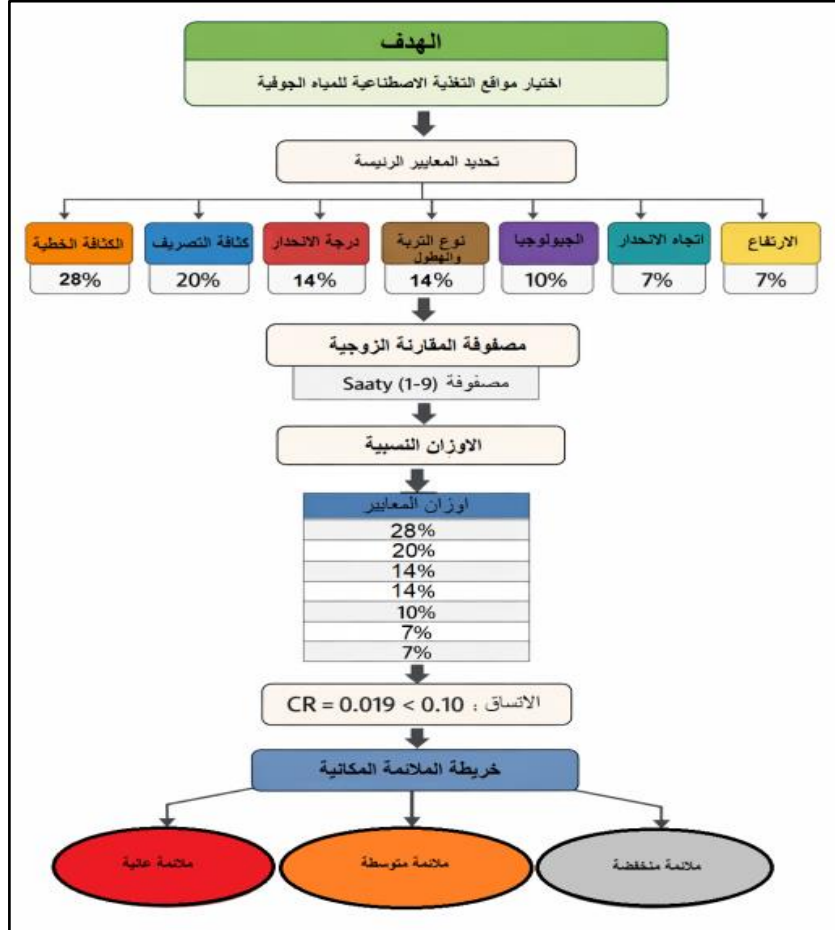 الهدف
اختيار مواقع التغذية الاصطناعية للمياه الجوفية
تحديد المعايير الرئيسة
الارتفاع
7%
اتجاه الانحدار
7%
الجيولوجيا
10%
نوع التربة
والهطول
14%
درجة الانحدار
14%
كثافة التصريف
20%
الكثافة الخطية
28%
مصفوفة المقارنة الزوجية
مصفوفة Saaty (1-9)
الاوزان النسبية
اوزان المعايير
28%
20%
14%
14%
10%
7%
7%
الاتساق : CR = 0.019 < 0.10
خريطة الملائمة المكانية
ملائمة منخفضة
ملائمة متوسطة
ملائمة عالية